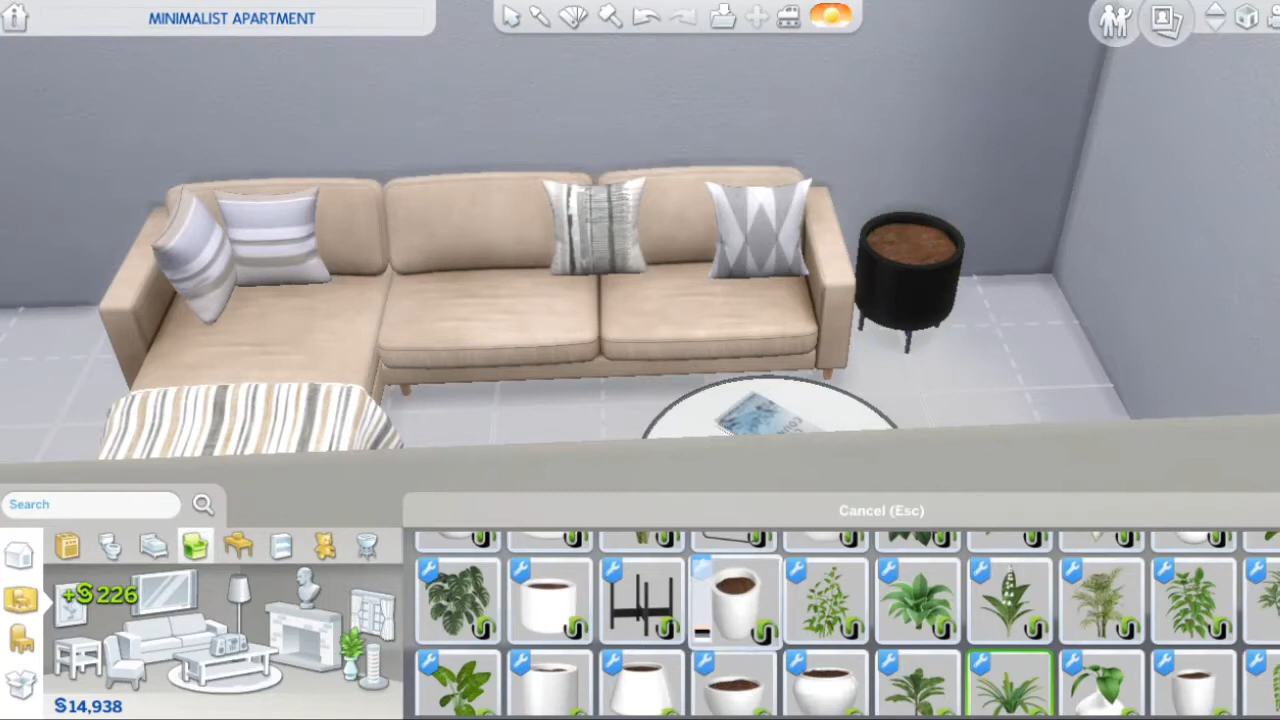 MINIMALIST APARTMENT
Search
Cancel (Esc)
+§226
§14,938